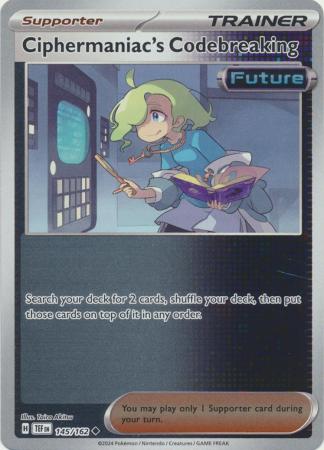 Supporter
TRAINER
Ciphermaniac's Codebreaking
Future
Search your deck for 2 cards, shuffle your deck, then put
those cards on top of it in any order.
Illus. Taira Akitsu
H TEF EN 145/162
You may play only 1 Supporter card during
your turn.
©2024 Pokémon / Nintendo / Creatures / GAME FREAK